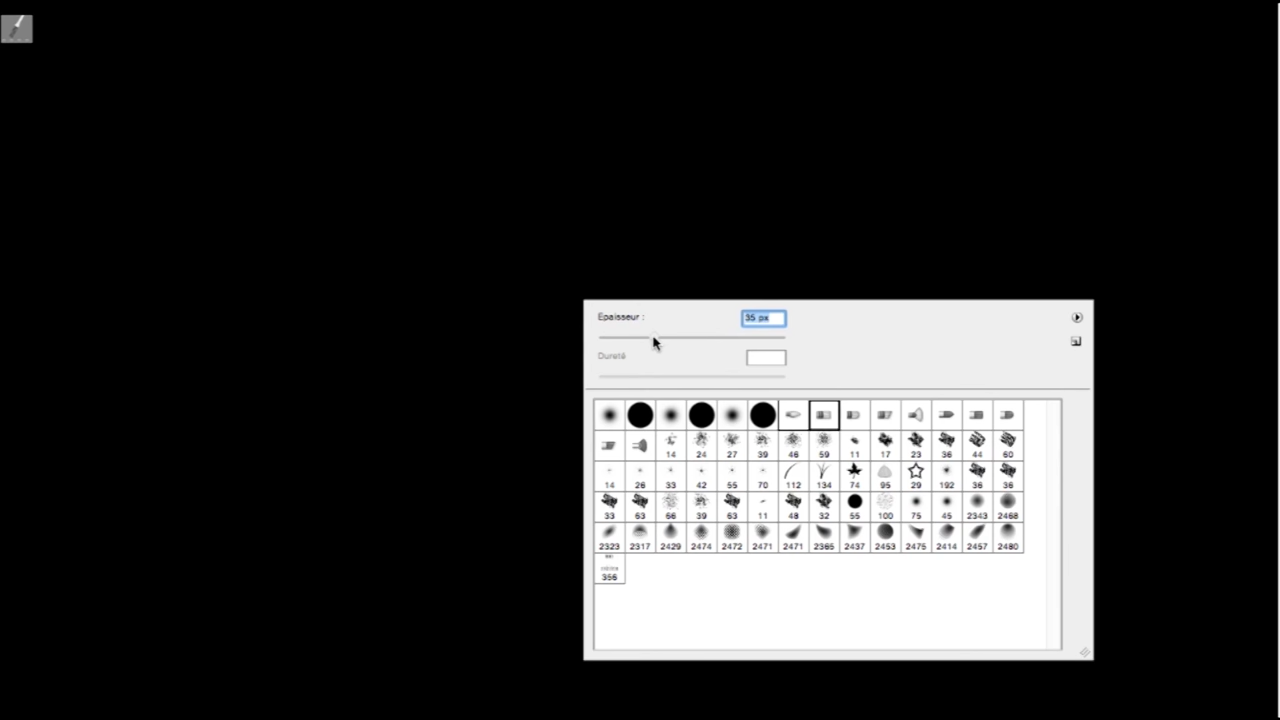 Epaisseur : 35 px
Dureté
14 24 27 39 46 59 11 17 23 36 44 60
14 26 33 42 55 70 112 134 74 95 29 192 36 36
33 63 66 39 63 11 48 32 55 100 75 45 2343 2468
2323 2317 2429 2474 2472 2471 2471 2365 2437 2453 2475 2414 2457 2480
356